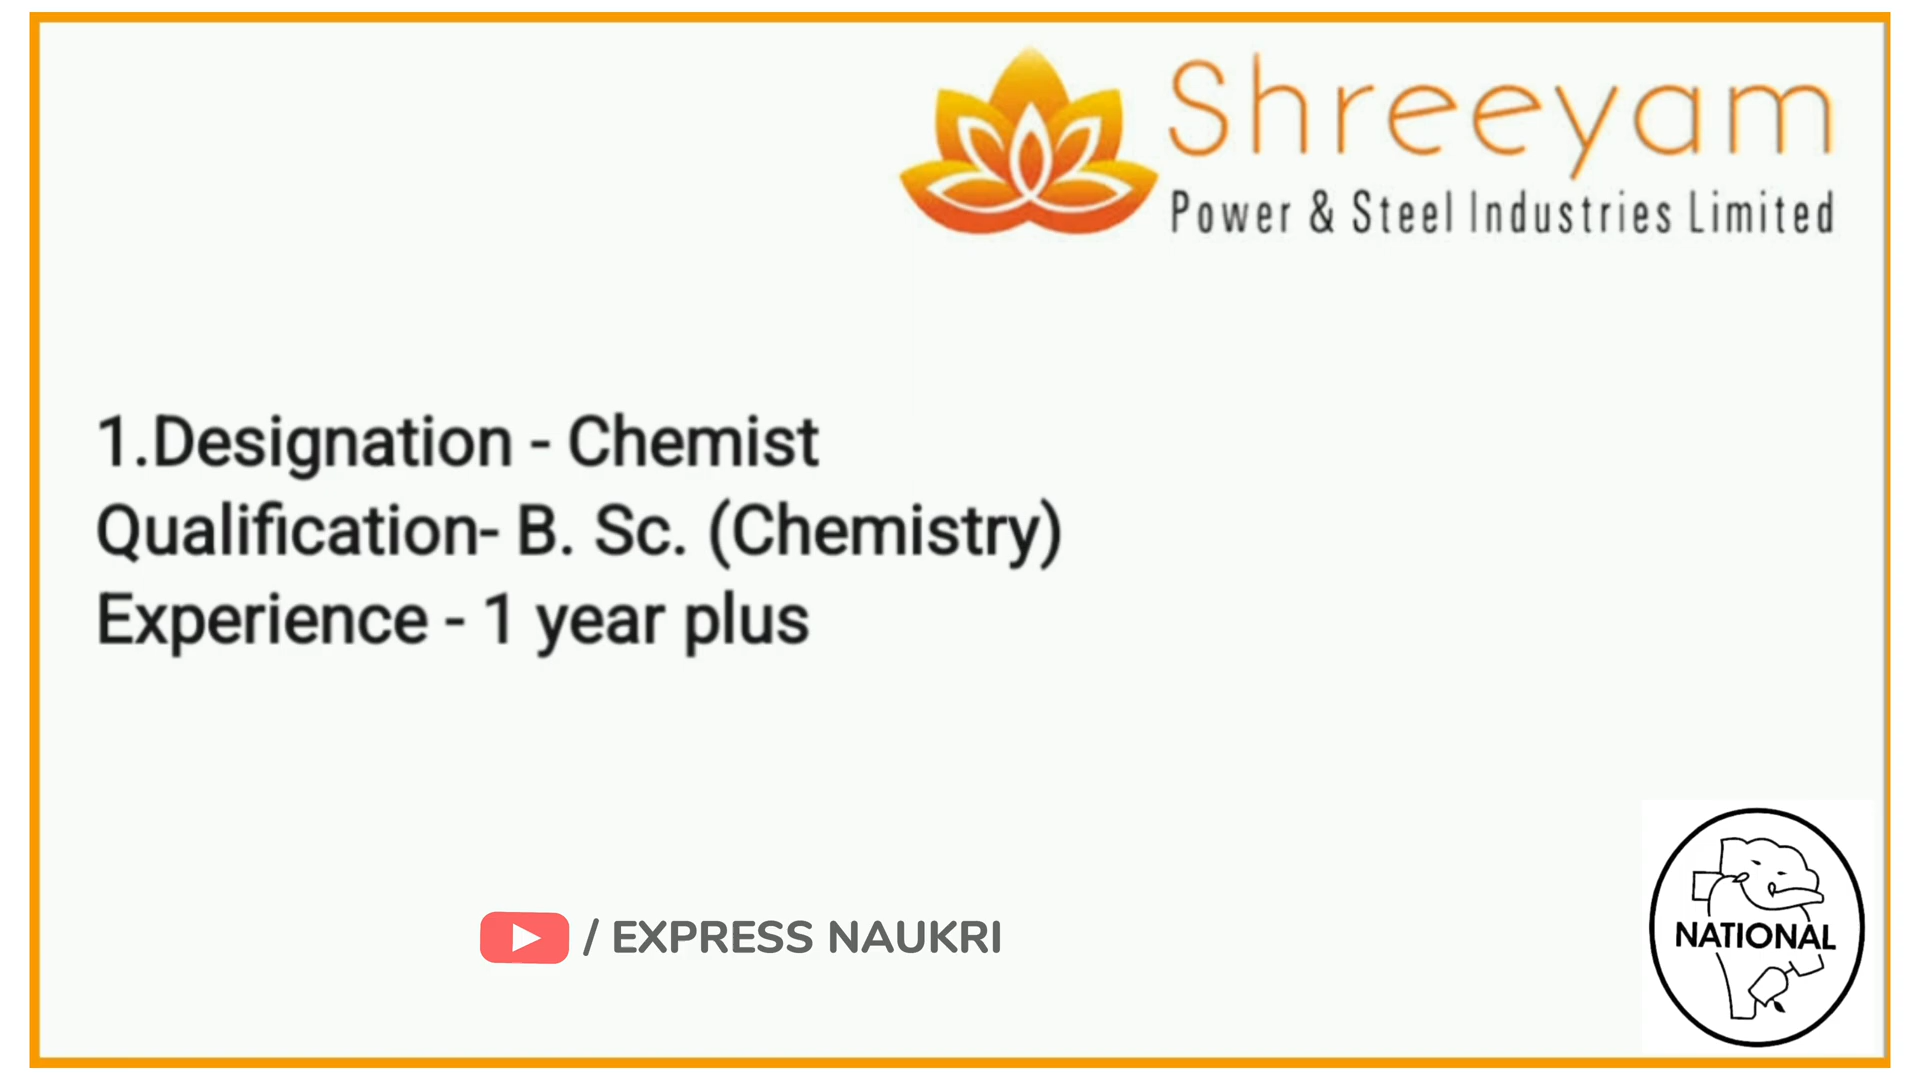 Shreeyam
Power & Steel Industries Limited
1.Designation - Chemist
Qualification- B. Sc. (Chemistry)
Experience - 1 year plus
/ EXPRESS NAUKRI
NATIONAL